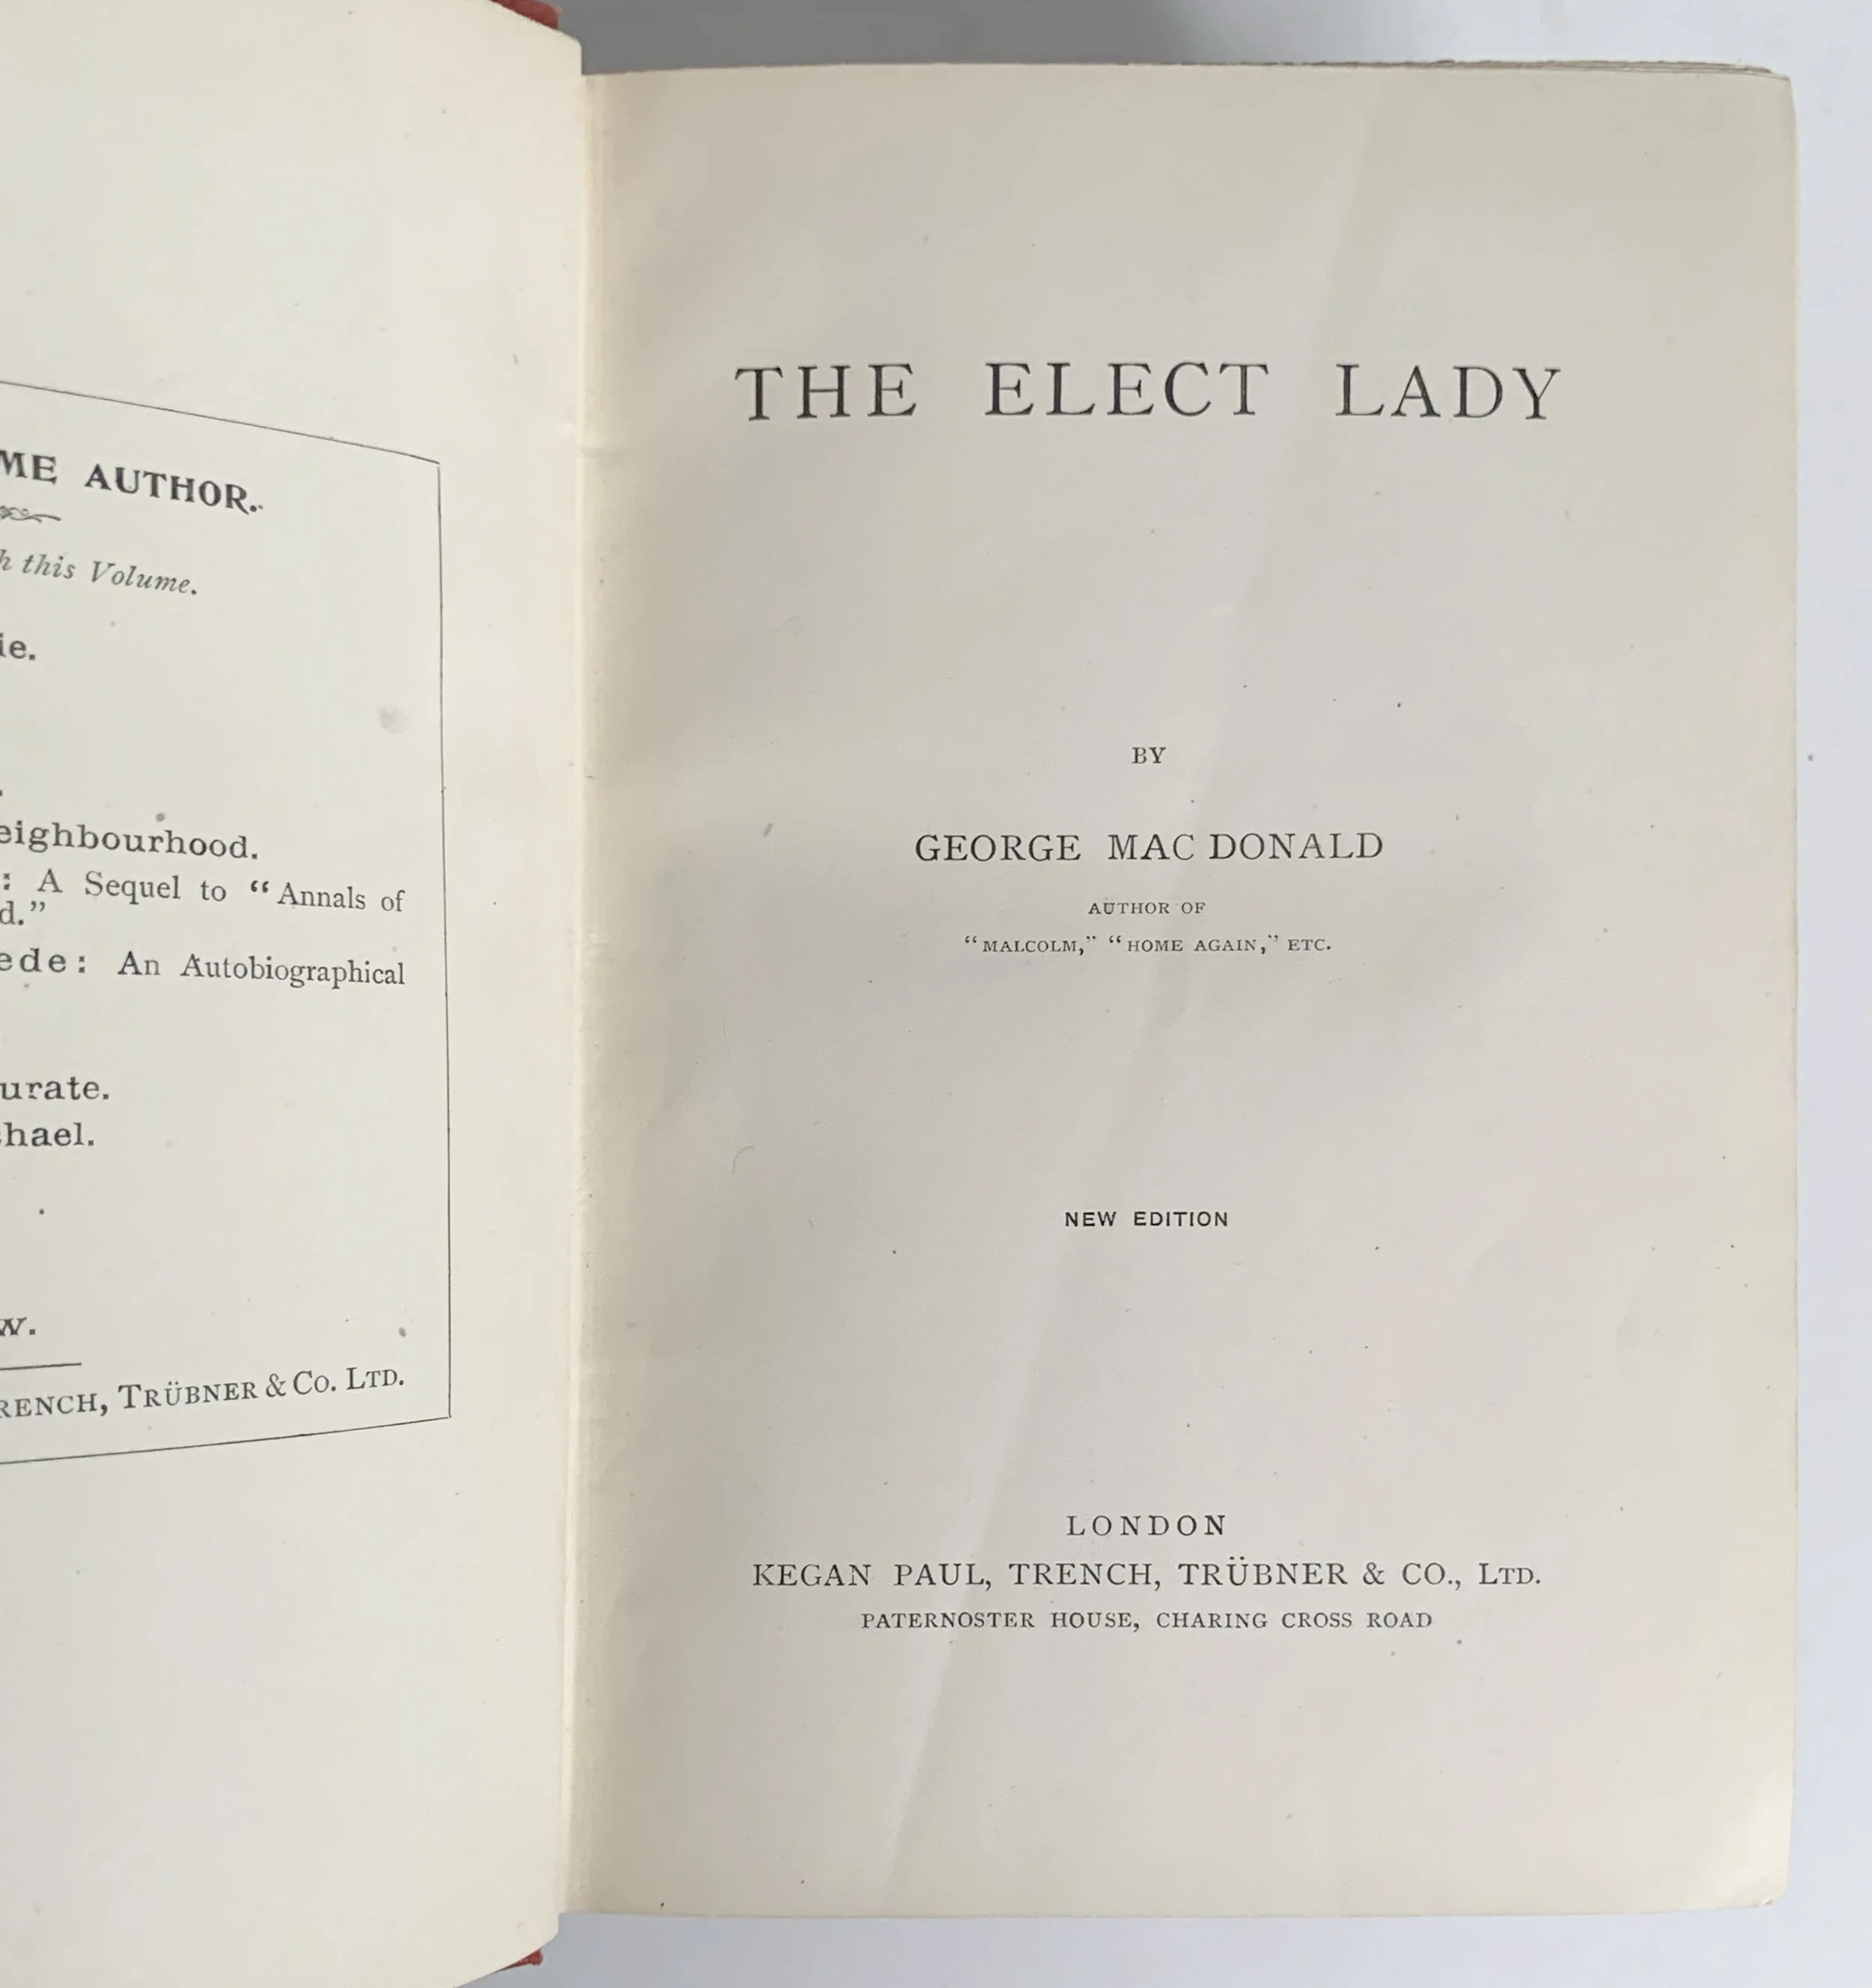 ME AUTHOR.
this Volume.
eighbourhood.
: A Sequel to “Annals of
d.”
ede: An Autobiographical
urate.
hael.
w.
RENCH, TRÜBNER & CO. LTD.
THE ELECT LADY
BY
GEORGE MAC DONALD
AUTHOR OF
“MALCOLM,” “HOME AGAIN,” ETC.
NEW EDITION
LONDON
KEGAN PAUL, TRENCH, TRÜBNER & CO., LTD.
PATERNOSTER HOUSE, CHARING CROSS ROAD